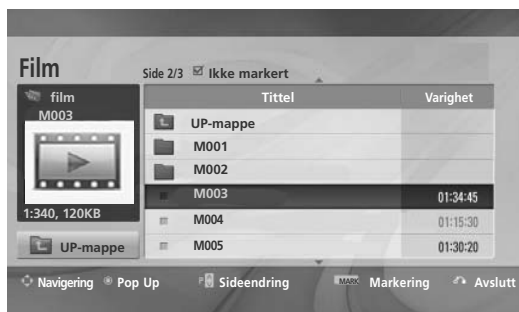 Film
Side 2/3 Ikke markert
film
M003
1:340, 120KB
UP-mappe
Tittel Varighet
UP-mappe
M001
M002
M003 01:34:45
M004 01:15:30
M005 01:30:20
Navigering Pop Up P Sideendring MARK Markering Avslutt